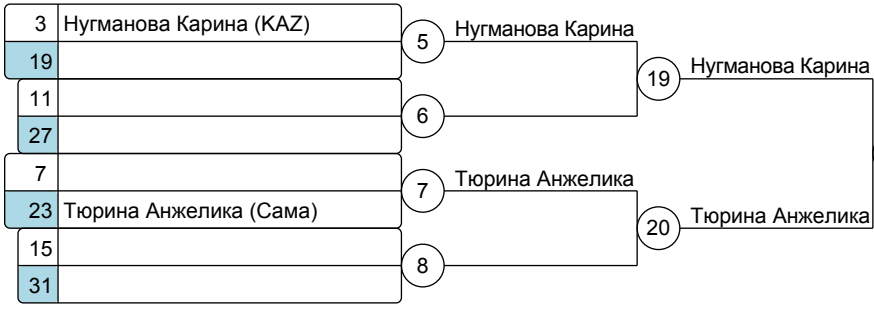 3 Нугманова Карина (KAZ)
19
11
27
7
23 Тюрина Анжелика (Сама)
15
31
5 Нугманова Карина
6
7 Тюрина Анжелика
8
19 Нугманова Карина
20 Тюрина Анжелика